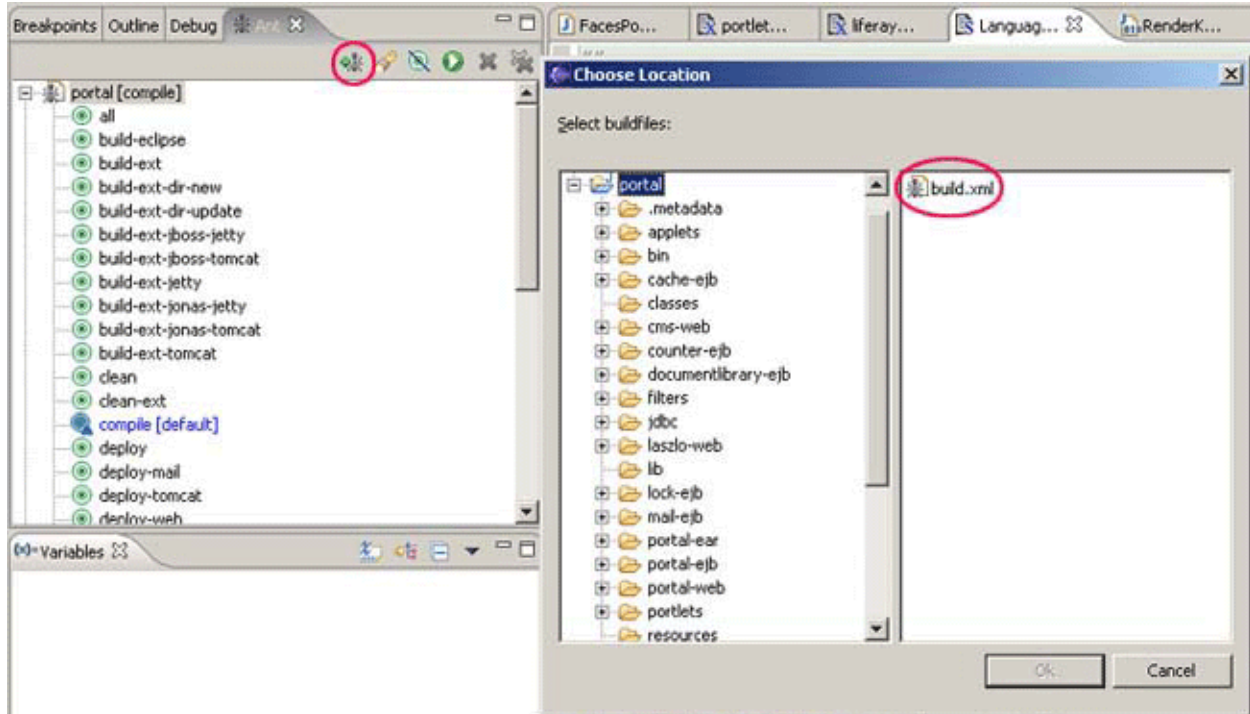 Breakpoints Outline Debug Ant
portal [compile]
all
build-eclipse
build-ext
build-ext-dir-new
build-ext-dir-update
build-ext-jboss-jetty
build-ext-jboss-tomcat
build-ext-jetty
build-ext-jonas-jetty
build-ext-jonas-tomcat
build-ext-tomcat
clean
clean-ext
compile [default]
deploy
deploy-mail
deploy-tomcat
deploy-web
(x)= Variables
FacesPo... portlet... liferay... Languag... RenderK...
Choose Location
Select buildfiles:
portal
.metadata
applets
bin
cache-ejb
classes
cms-web
counter-ejb
documentlibrary-ejb
filters
jdbc
laszlo-web
lib
lock-ejb
mail-ejb
portal-ear
portal-ejb
portal-web
portlets
resources
build.xml
Ok Cancel